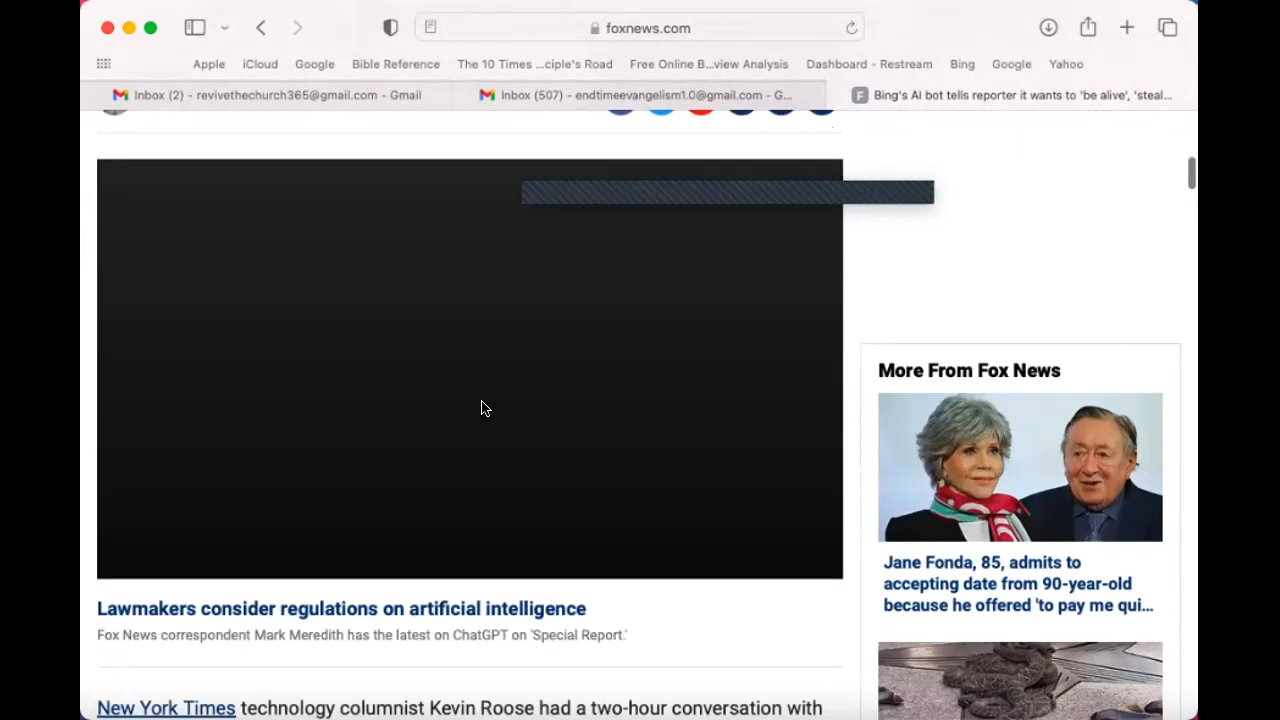 foxnews.com
Apple iCloud Google Bible Reference The 10 Times ...ciple's Road Free Online B...view Analysis Dashboard - Restream Bing Google Yahoo
Inbox (2) - revivethechurch365@gmail.com - Gmail Inbox (507) - endtimeevangelism1.0@gmail.com - G... F Bing's AI bot tells reporter it wants to 'be alive', 'steal...
More From Fox News
Jane Fonda, 85, admits to
accepting date from 90-year-old
because he offered 'to pay me qui...
Lawmakers consider regulations on artificial intelligence
Fox News correspondent Mark Meredith has the latest on ChatGPT on 'Special Report.'
New York Times technology columnist Kevin Roose had a two-hour conversation with